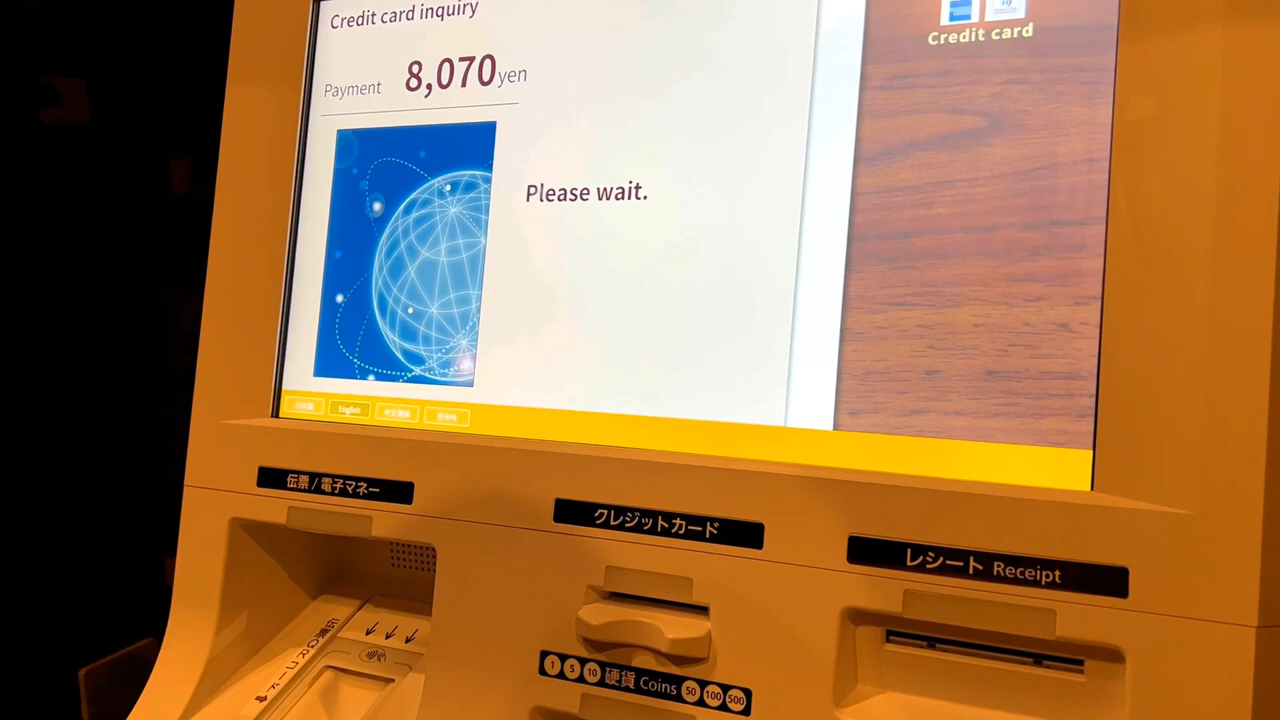 Credit card inquiry
Payment 8,070yen
Please wait.
Credit card
日本語 English 中文簡体 한국어
伝票 / 電子マネー
クレジットカード
レシート Receipt
1 5 10 硬貨 Coins 50 100 500